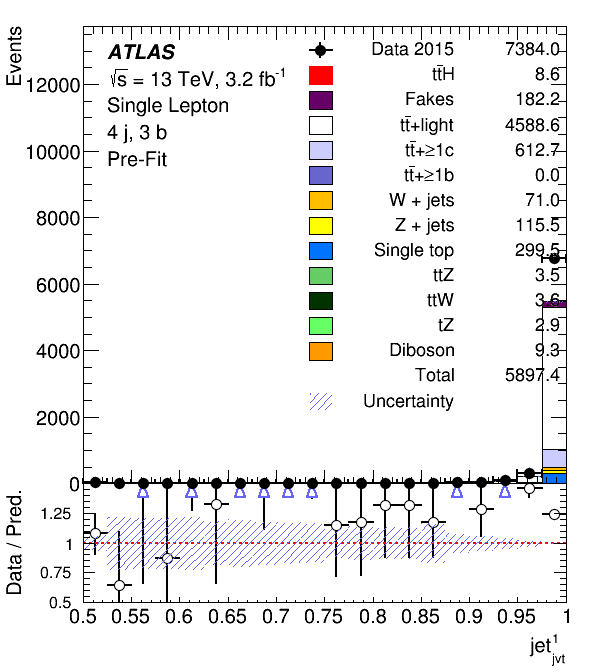 Events
ATLAS
√s = 13 TeV, 3.2 fb⁻¹
Single Lepton
4 j, 3 b
Pre-Fit
Data 2015 7384.0
tt̄H 8.6
Fakes 182.2
tt̄+light 4588.6
tt̄+≥1c 612.7
tt̄+≥1b 0.0
W + jets 71.0
Z + jets 115.5
Single top 299.5
ttZ 3.5
ttW 3.6
tZ 2.9
Diboson 9.3
Total 5897.4
Uncertainty
12000
10000
8000
6000
4000
2000
0
Data / Pred.
1.25
1
0.75
0.5
0.5 0.55 0.6 0.65 0.7 0.75 0.8 0.85 0.9 0.95 1
jet¹jvt